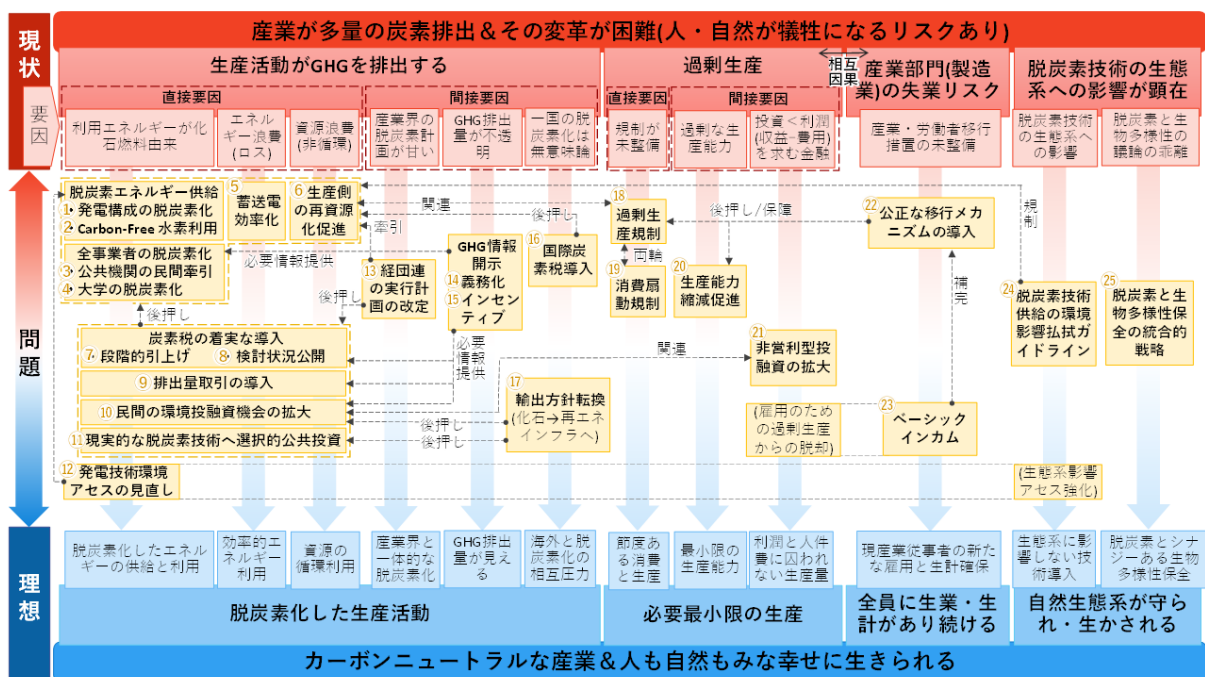 現状
産業が多量の炭素排出＆その変革が困難(人・自然が犠牲になるリスクあり)
生産活動がGHGを排出する
過剰生産
相互
因果
産業部門(製造
業)の失業リスク
脱炭素技術の生態
系への影響が顕在
要因
直接要因
間接要因
直接要因
間接要因
利用エネルギーが化
石燃料由来
エネル
ギー浪費
(ロス)
資源浪費
(非循環)
産業界の
脱炭素計
画が甘い
GHG排出
量が不透
明
一国の脱
炭素化は
無意味論
規制が
未整備
過剰な生
産能力
投資＜利潤
(収益−費用)
を求む金融
産業・労働者移行
措置の未整備
脱炭素技術
の生態系へ
の影響
脱炭素と生
物多様性の
議論の乖離
問題
脱炭素エネルギー供給
1・発電構成の脱炭素化
2・Carbon-Free 水素利用
全事業者の脱炭素化
3・公共機関の民間牽引
4・大学の脱炭素化
5
蓄送電
効率化
6 生産側
の再資源
化促進
関連
後押し
牽引
必要情報提供
13 経団連
の実行計
画の改定
GHG情報
開示
14 義務化
15 インセン
ティブ
16 国際炭
素税導入
18
過剰生
産規制
両輪
19 消費扇
動規制
後押し/保障
20
生産能力
縮減促進
22 公正な移行メカ
ニズムの導入
補完
規制
24
脱炭素技術
供給の環境
影響払拭ガ
イドライン
25
脱炭素と生
物多様性保
全の統合的
戦略
後押し
後押し
炭素税の着実な導入
7・段階的引上げ 8・検討状況公開
9 排出量取引の導入
10 民間の環境投融資機会の拡大
11 現実的な脱炭素技術へ選択的公共投資
必要
情報
提供
関連
21
非営利型投
融資の拡大
17
輸出方針転換
(化石→再エネ
インフラへ)
後押し
後押し
(雇用のため
の過剰生産
からの脱却)
23
ベーシック
インカム
12 発電技術環境
アセスの見直し
(生態系影響
アセス強化)
理想
脱炭素化したエネル
ギーの供給と利用
効率的エ
ネルギー
利用
資源の
循環利用
産業界と
一体的な
脱炭素化
GHG排出
量が見え
る
海外と脱
炭素化の
相互圧力
節度あ
る消費
と生産
最小限の
生産能力
利潤と人件
費に囚われ
ない生産量
現産業従事者の新た
な雇用と生計確保
生態系に影
響しない技
術導入
脱炭素とシナ
ジーある生物
多様性保全
脱炭素化した生産活動
必要最小限の生産
全員に生業・生
計があり続ける
自然生態系が守ら
れ・生かされる
カーボンニュートラルな産業＆人も自然もみな幸せに生きられる